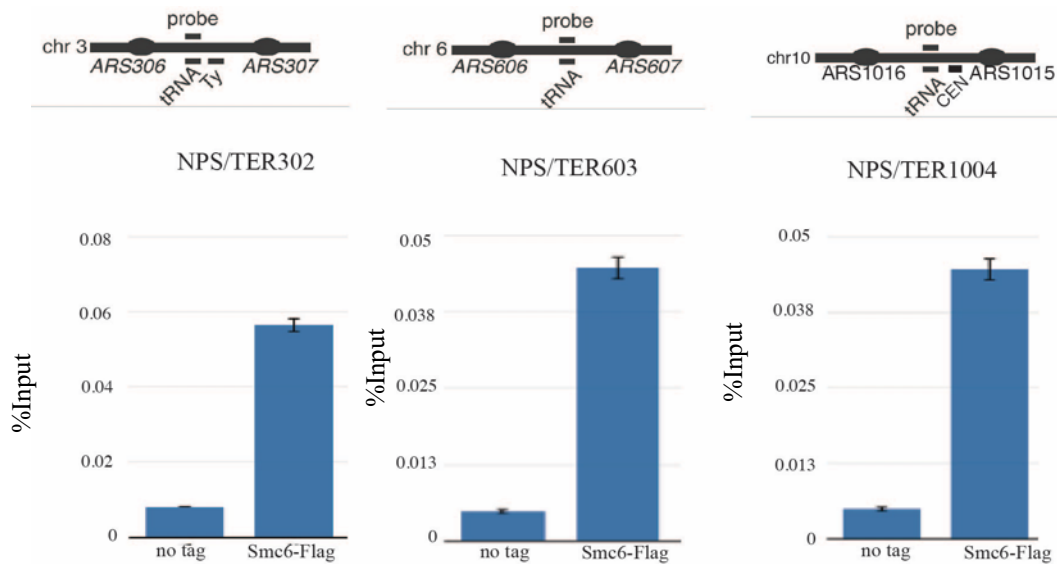 probe
chr 3
ARS306
ARS307
tRNA
Ty
NPS/TER302
%Input
0.08
0.06
0.04
0.02
0
no tag
Smc6-Flag
probe
chr 6
ARS606
ARS607
tRNA
NPS/TER603
%Input
0.05
0.038
0.025
0.013
0
no tag
Smc6-Flag
probe
chr10
ARS1016
ARS1015
tRNA
CEN
NPS/TER1004
%Input
0.05
0.038
0.025
0.013
0
no tag
Smc6-Flag